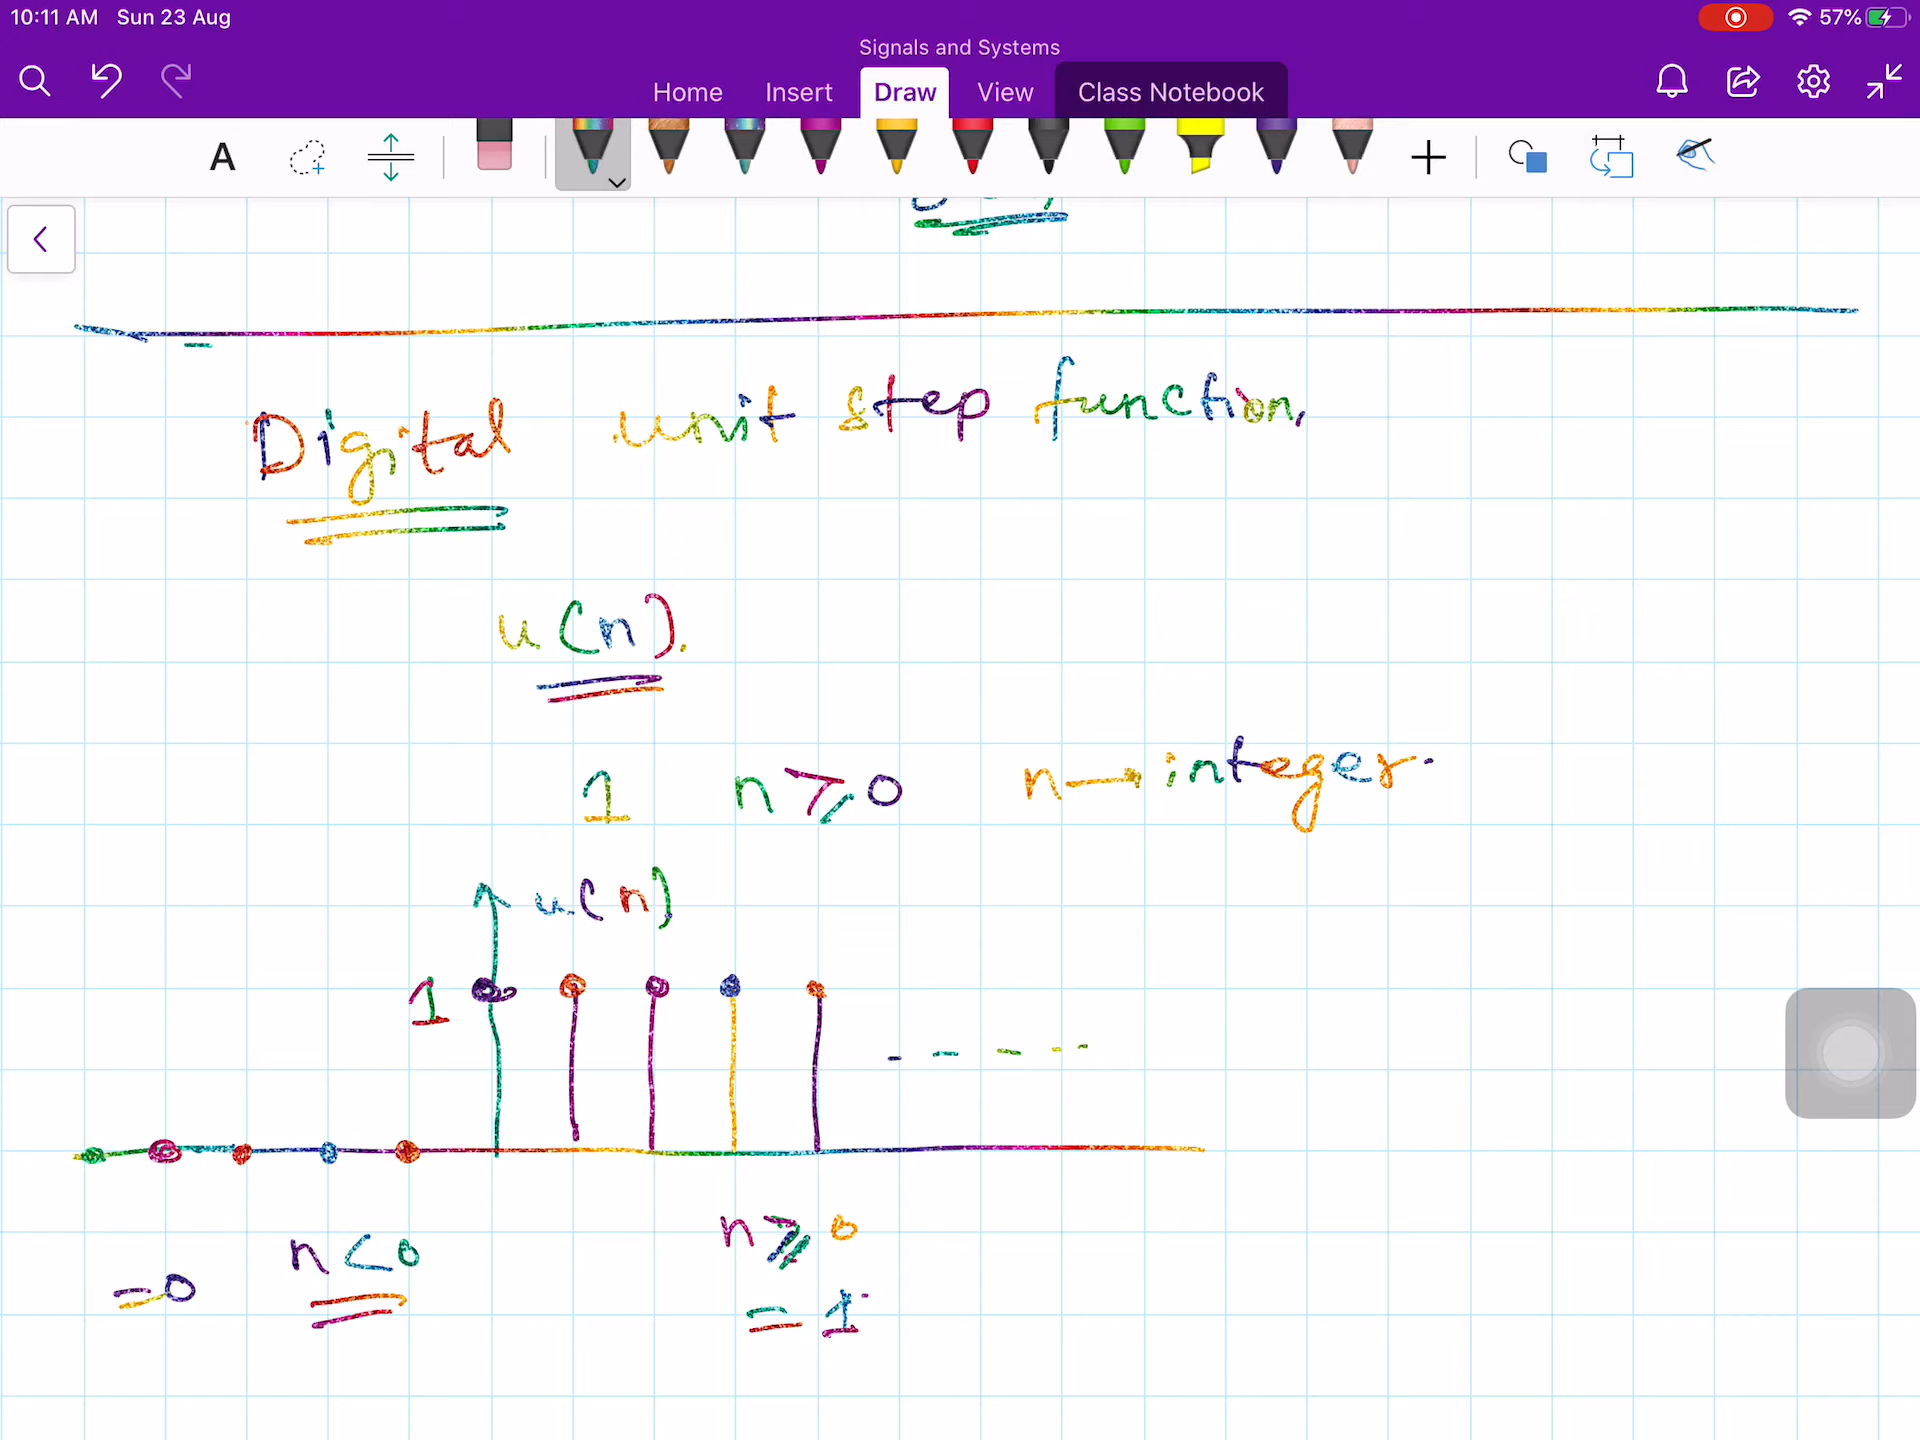 10:11 AM Sun 23 Aug
57%
Signals and Systems
Home Insert Draw View Class Notebook
A
Digital unit step function,
u(n).
1 n ⩾ 0 n → integer.
u(n)
1
n < 0
n ⩾ 0
= 0
= 1